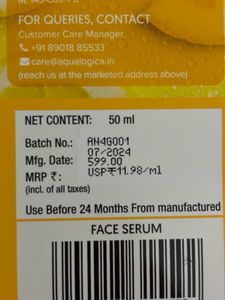 FOR QUERIES, CONTACT
Customer Care Manager,
+91 89018 85533
care@aqualogica.in
(reach us at the marketed address above)
NET CONTENT: 50 ml
Batch No.: AH4G001
Mfg. Date: 07/2024
MRP ₹: 599.00
(incl. of all taxes) USP ₹11.98/ml
Use Before 24 Months From manufactured
FACE SERUM